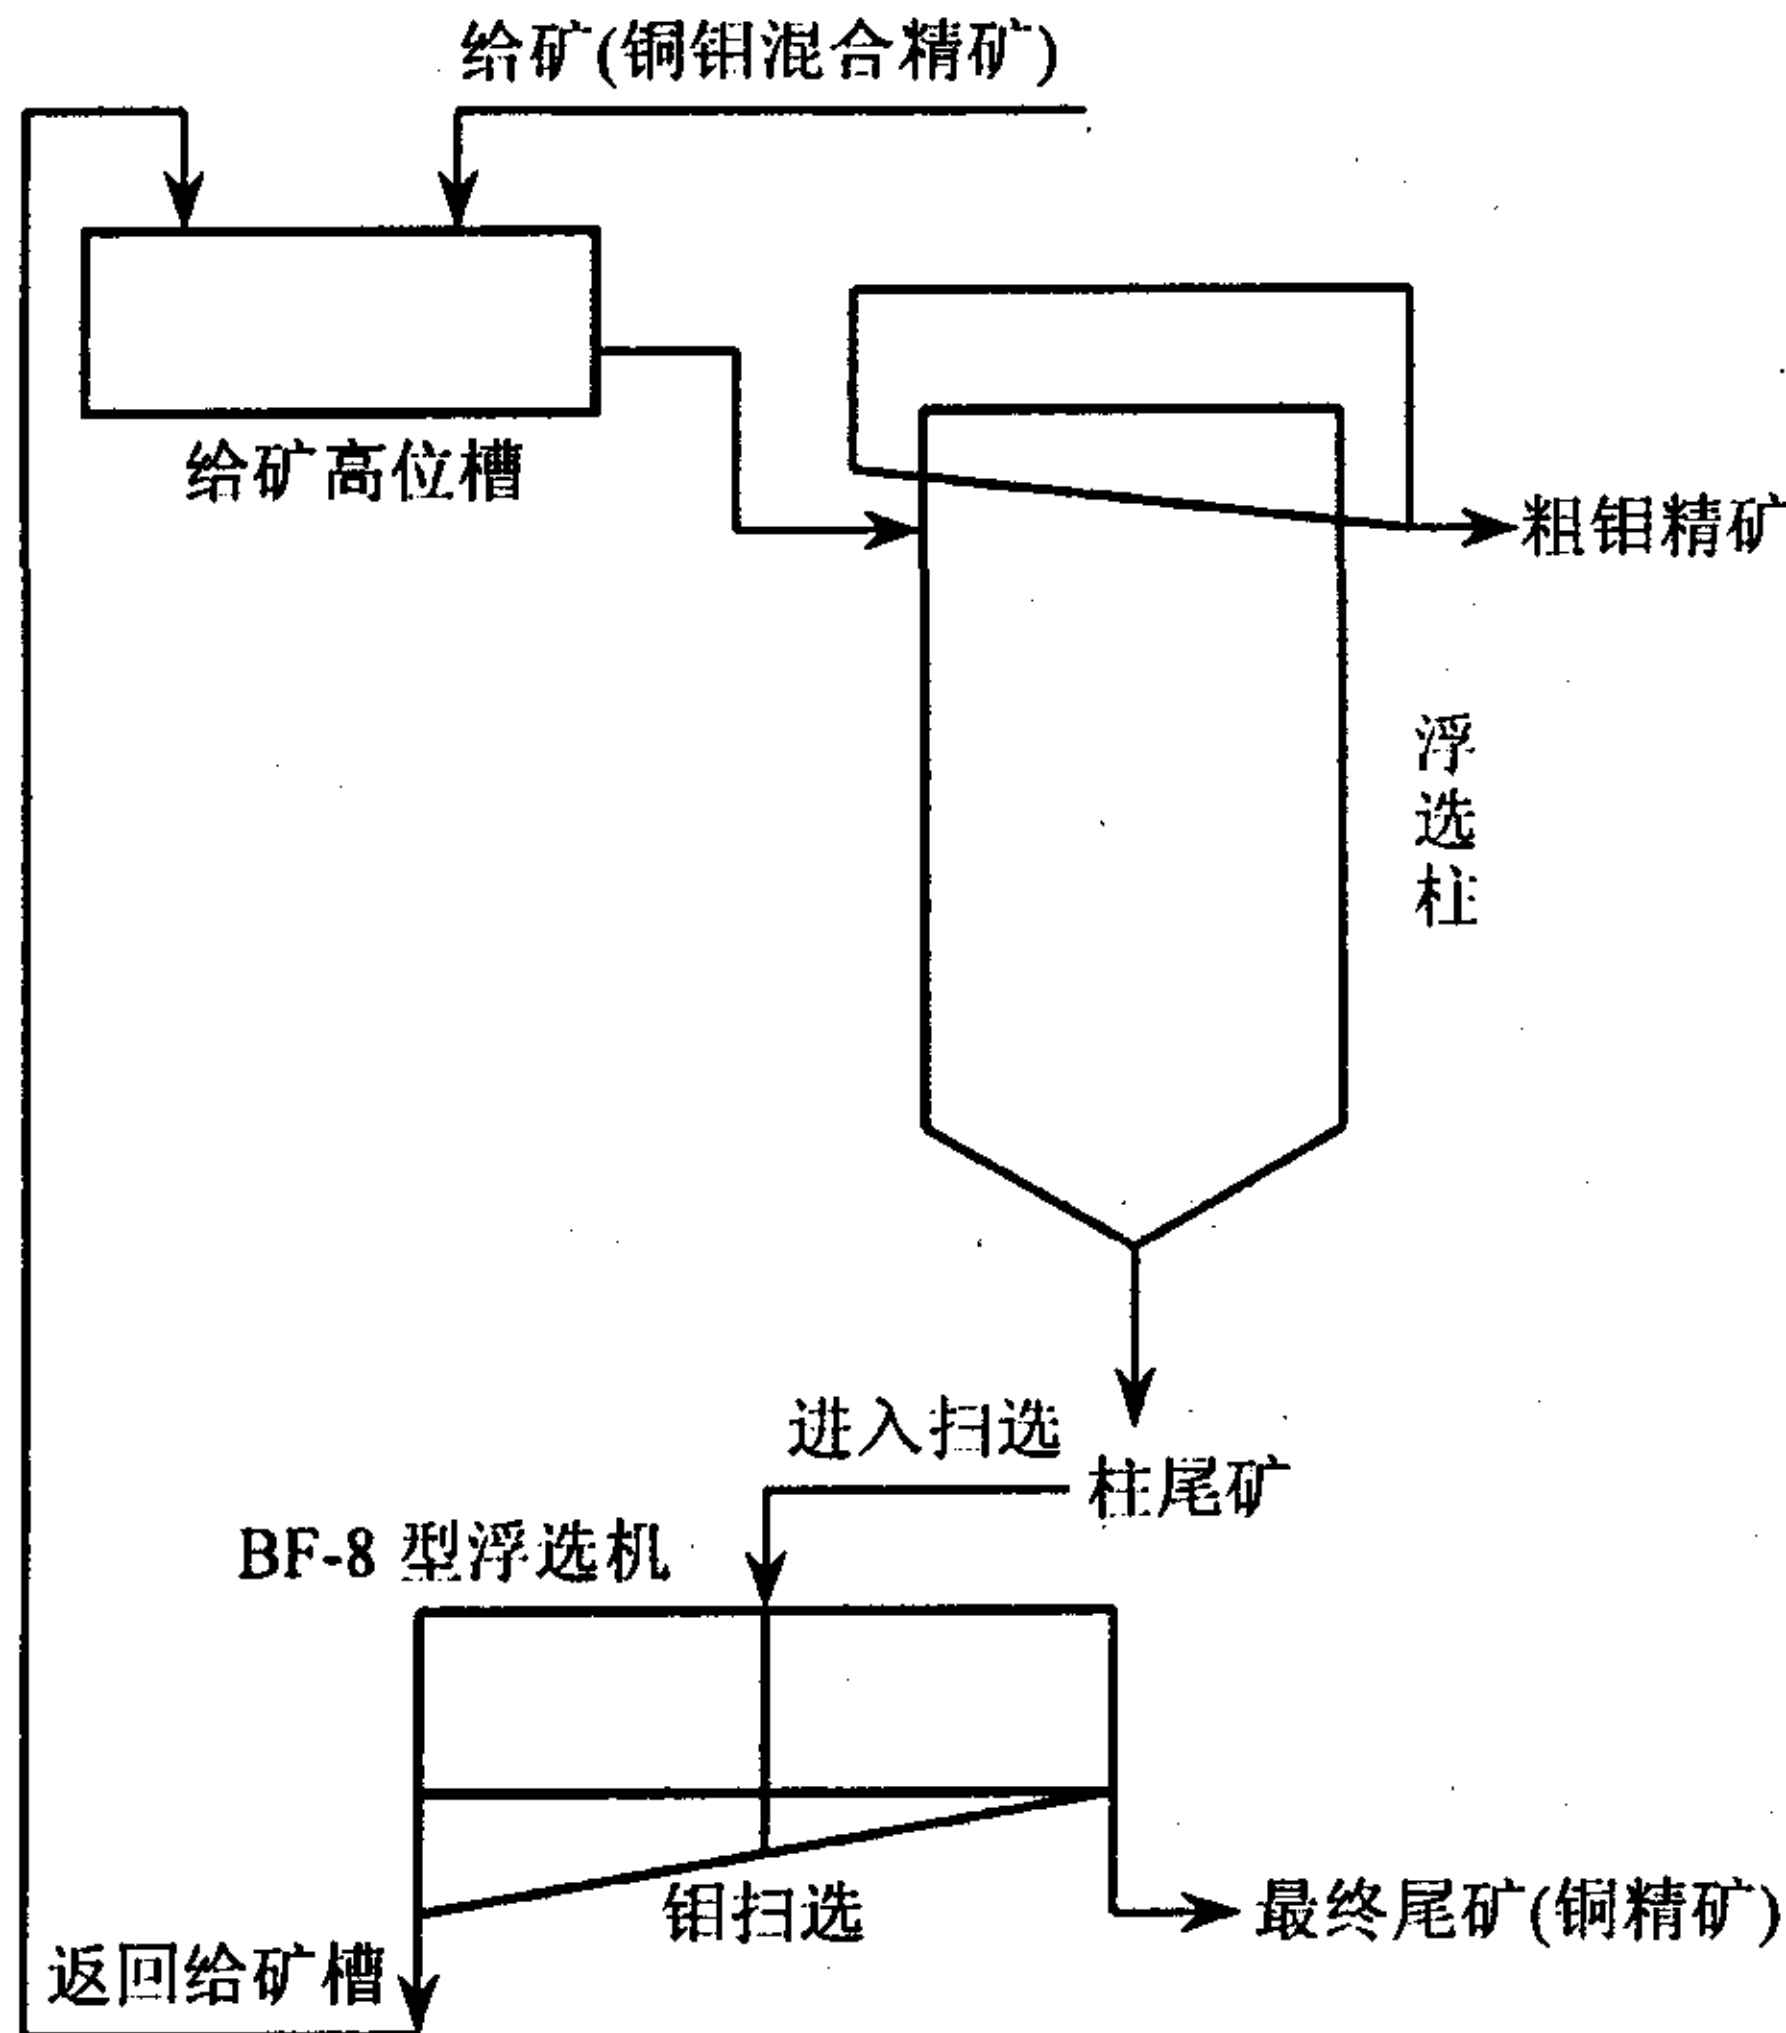 给矿(铜钼混合精矿)
给矿高位槽
粗钼精矿
浮选柱
进入扫选
柱尾矿
BF-8 型浮选机
钼扫选
最终尾矿(铜精矿)
返回给矿槽